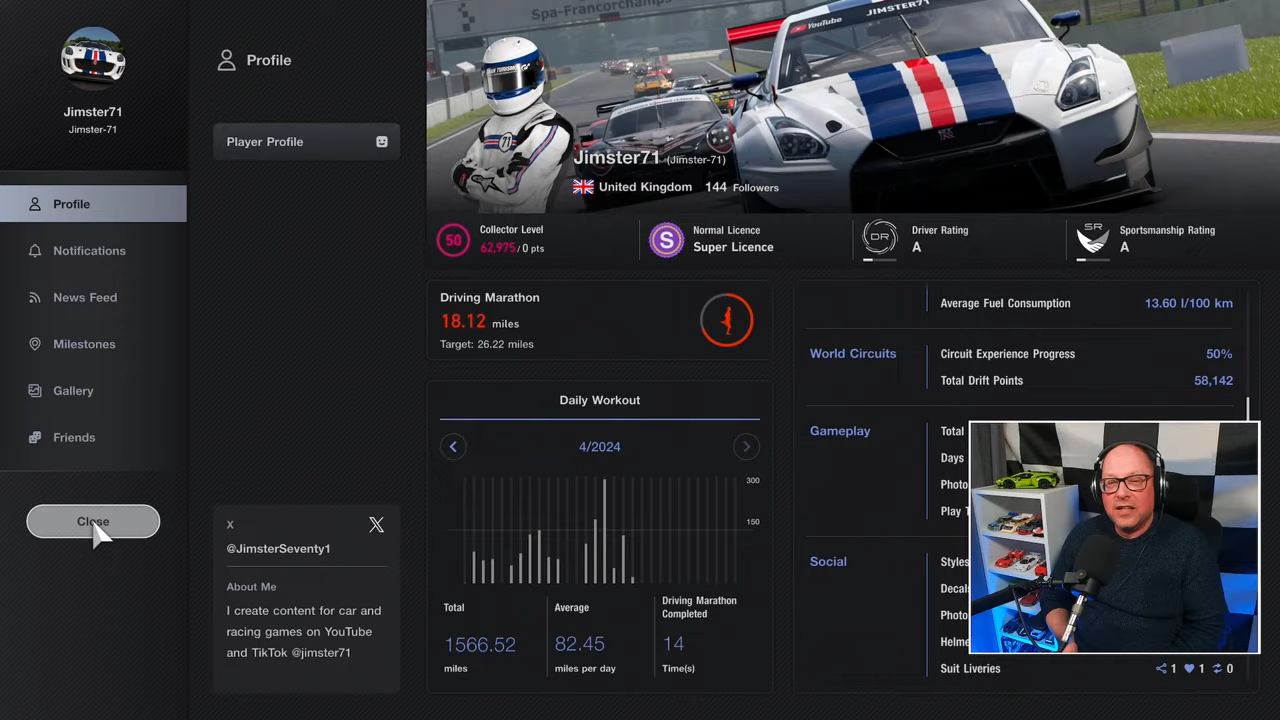 Jimster71
Jimster-71
Profile
Notifications
News Feed
Milestones
Gallery
Friends
Close
Profile
Player Profile
X
@JimsterSeventy1
About Me
I create content for car and
racing games on YouTube
and TikTok @jimster71
Spa-Francorchamps
JIMSTER71
YouTube
71
GT-R
Jimster71 (Jimster-71)
United Kingdom 144 Followers
50
Collector Level
62,975 / 0 pts
S
Normal Licence
Super Licence
DR
Driver Rating
A
SR
Sportsmanship Rating
A
Driving Marathon
18.12 miles
Target: 26.22 miles
Daily Workout
4/2024
300
150
Total
1566.52
miles
Average
82.45
miles per day
Driving Marathon
Completed
14
Time(s)
Average Fuel Consumption 13.60 l/100 km
World Circuits
Circuit Experience Progress 50%
Total Drift Points 58,142
Gameplay
Total
Days
Photo
Play T
Social
Styles
Decals
Photo
Helme
Suit Liveries 1 1 0